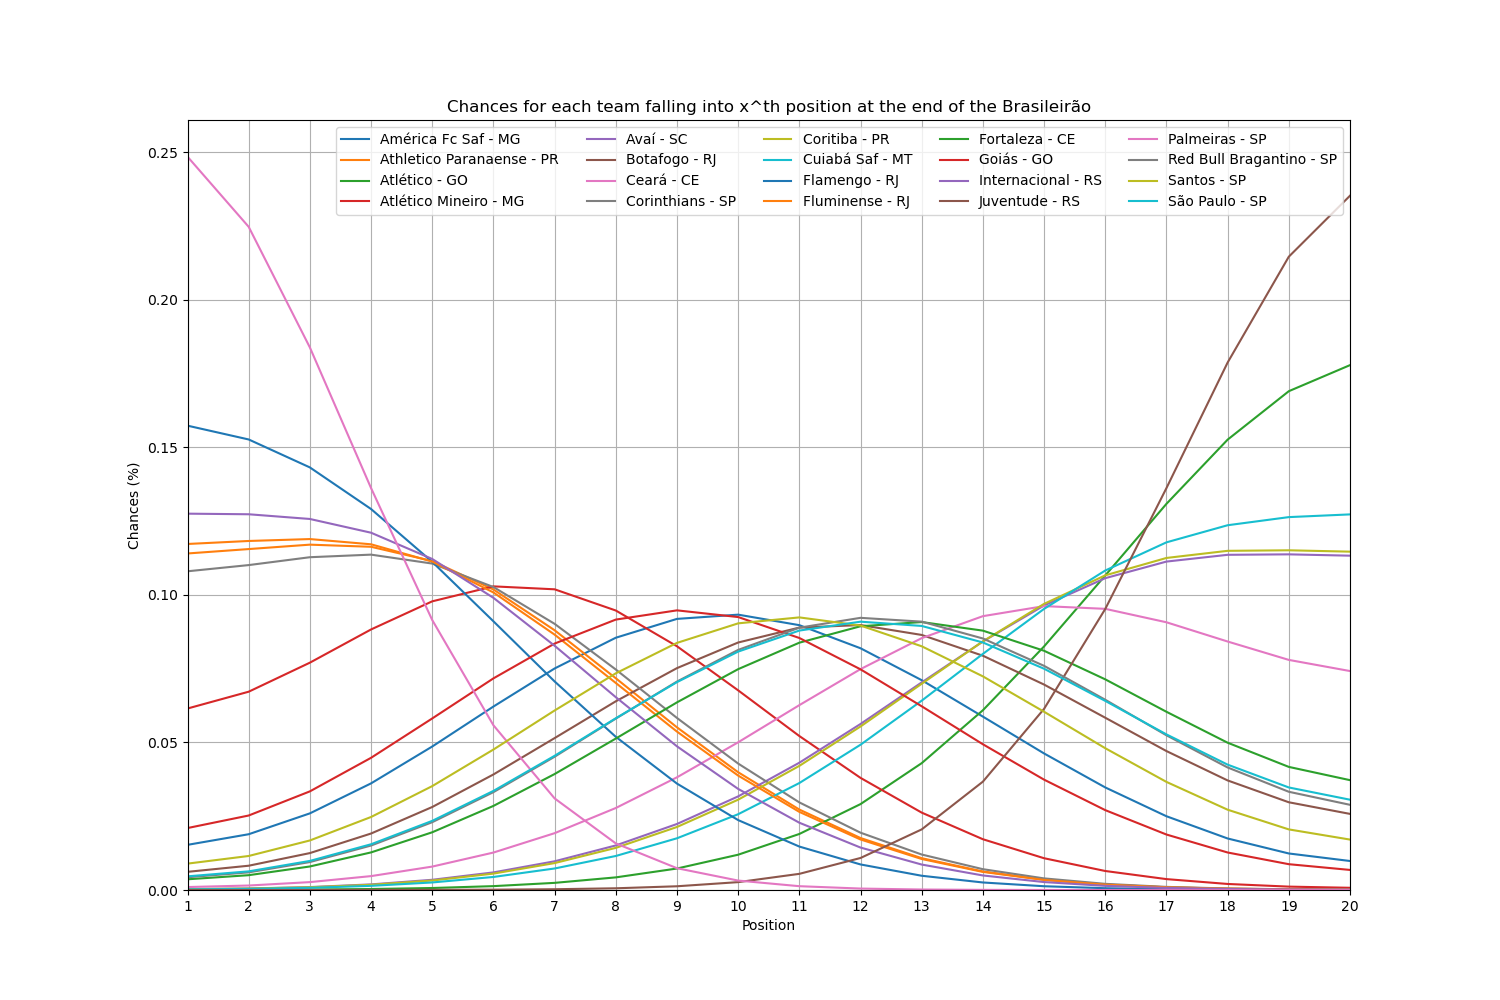 Chances for each team falling into x^th position at the end of the Brasileirão
América Fc Saf - MG
Athletico Paranaense - PR
Atlético - GO
Atlético Mineiro - MG
Avaí - SC
Botafogo - RJ
Ceará - CE
Corinthians - SP
Coritiba - PR
Cuiabá Saf - MT
Flamengo - RJ
Fluminense - RJ
Fortaleza - CE
Goiás - GO
Internacional - RS
Juventude - RS
Palmeiras - SP
Red Bull Bragantino - SP
Santos - SP
São Paulo - SP
0.25
0.20
0.15
0.10
0.05
0.00
Chances (%)
1 2 3 4 5 6 7 8 9 10 11 12 13 14 15 16 17 18 19 20
Position